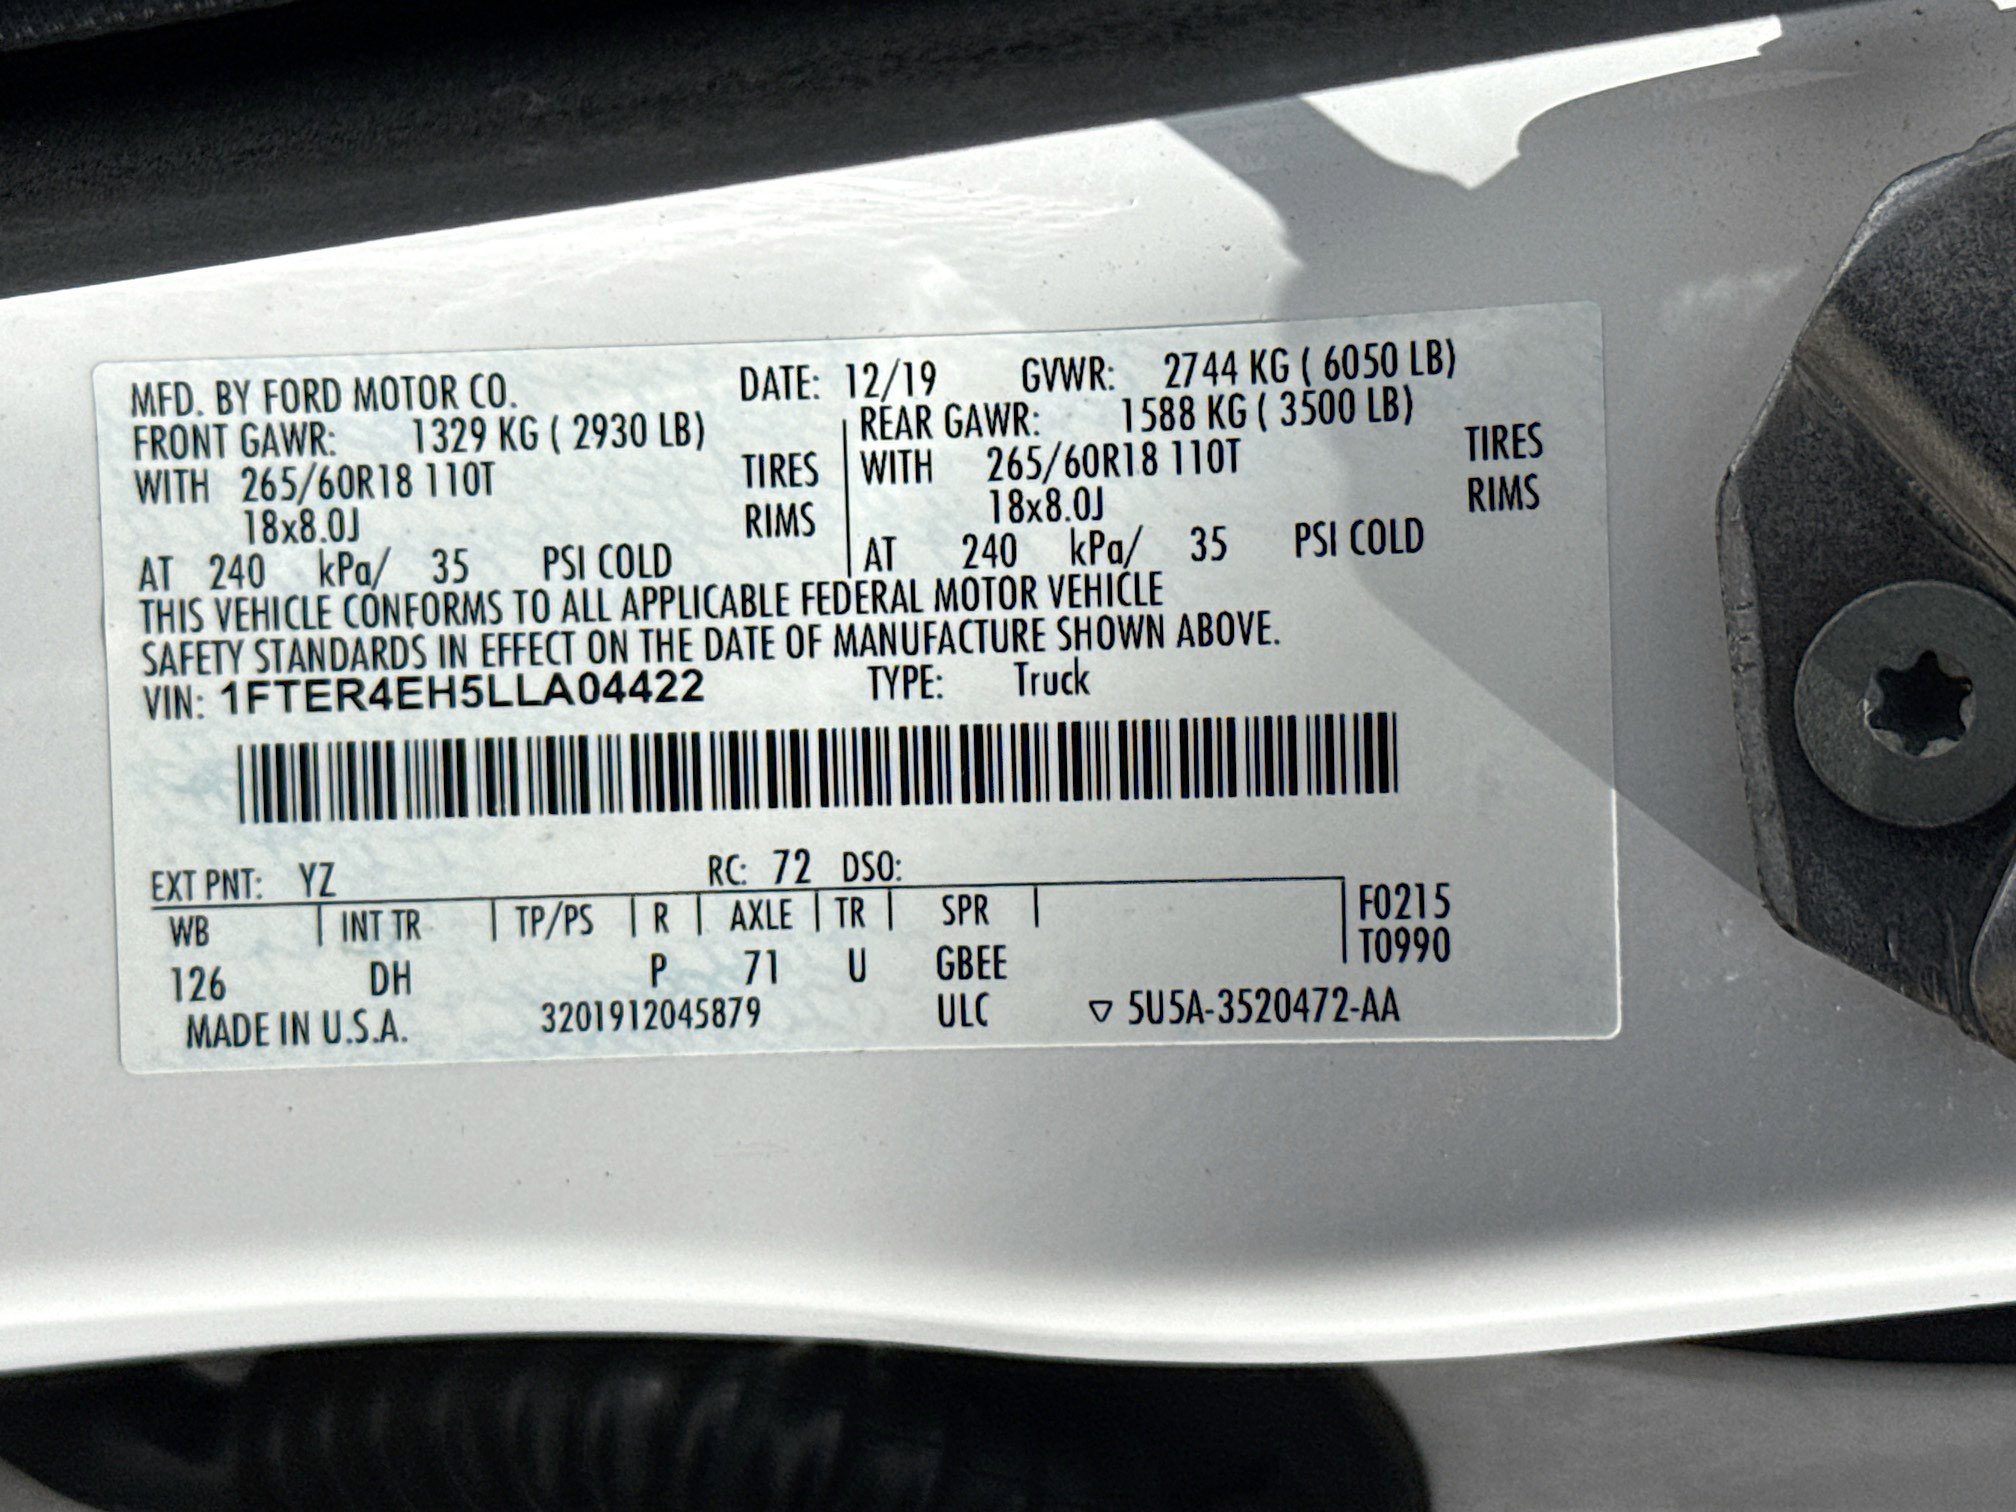 MFD. BY FORD MOTOR CO. DATE: 12/19 GVWR: 2744 KG ( 6050 LB)
FRONT GAWR: 1329 KG ( 2930 LB) REAR GAWR: 1588 KG ( 3500 LB)
WITH 265/60R18 110T TIRES WITH 265/60R18 110T TIRES
18x8.0J RIMS 18x8.0J RIMS
AT 240 kPa/ 35 PSI COLD AT 240 kPa/ 35 PSI COLD
THIS VEHICLE CONFORMS TO ALL APPLICABLE FEDERAL MOTOR VEHICLE
SAFETY STANDARDS IN EFFECT ON THE DATE OF MANUFACTURE SHOWN ABOVE.
VIN: 1FTER4EH5LLA04422 TYPE: Truck
EXT PNT: YZ RC: 72 DSO:
WB INT TR TP/PS R AXLE TR SPR F0215
126 DH P 71 U GBEE T0990
MADE IN U.S.A. 3201912045879 ULC ▽ 5U5A-3520472-AA